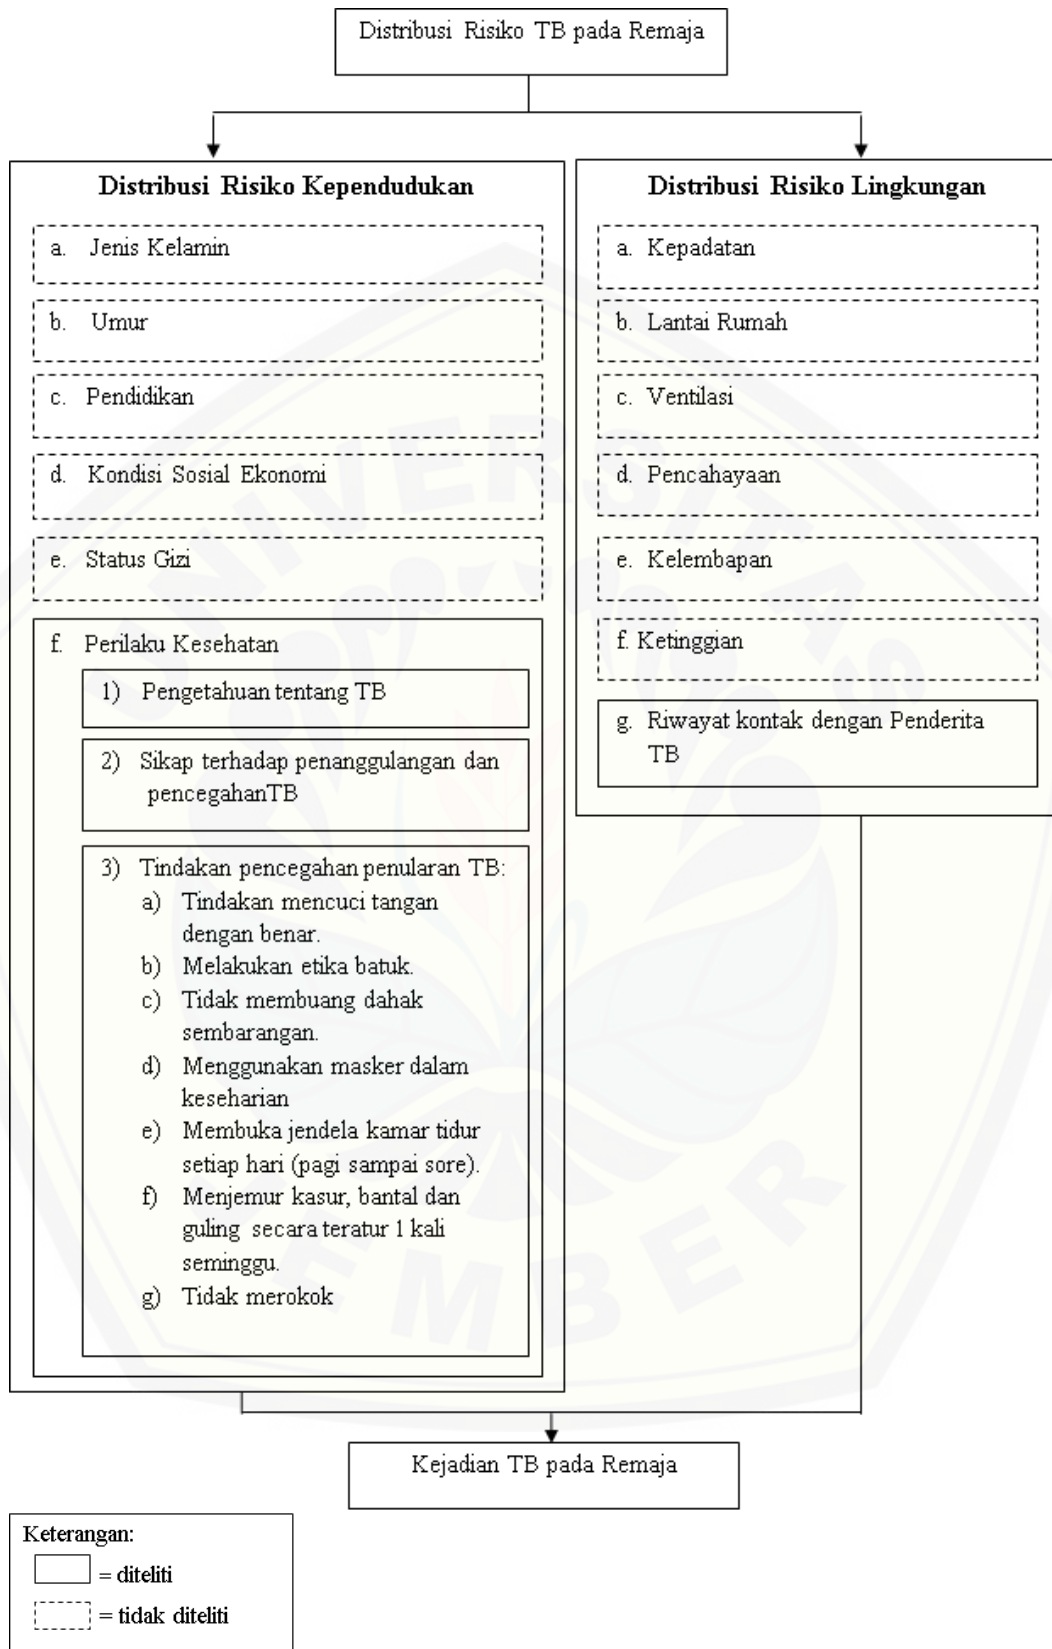 Distribusi Risiko TB pada Remaja
Distribusi Risiko Kependudukan
a. Jenis Kelamin
b. Umur
c. Pendidikan
d. Kondisi Sosial Ekonomi
e. Status Gizi
f. Perilaku Kesehatan
1) Pengetahuan tentang TB
2) Sikap terhadap penanggulangan dan
pencegahanTB
3) Tindakan pencegahan penularan TB:
a) Tindakan mencuci tangan
dengan benar.
b) Melakukan etika batuk.
c) Tidak membuang dahak
sembarangan.
d) Menggunakan masker dalam
keseharian
e) Membuka jendela kamar tidur
setiap hari (pagi sampai sore).
f) Menjemur kasur, bantal dan
guling secara teratur 1 kali
seminggu.
g) Tidak merokok
Distribusi Risiko Lingkungan
a. Kepadatan
b. Lantai Rumah
c. Ventilasi
d. Pencahayaan
e. Kelembapan
f. Ketinggian
g. Riwayat kontak dengan Penderita
TB
Kejadian TB pada Remaja
Keterangan:
= diteliti
= tidak diteliti
UNIVERSITAS
JEMBER